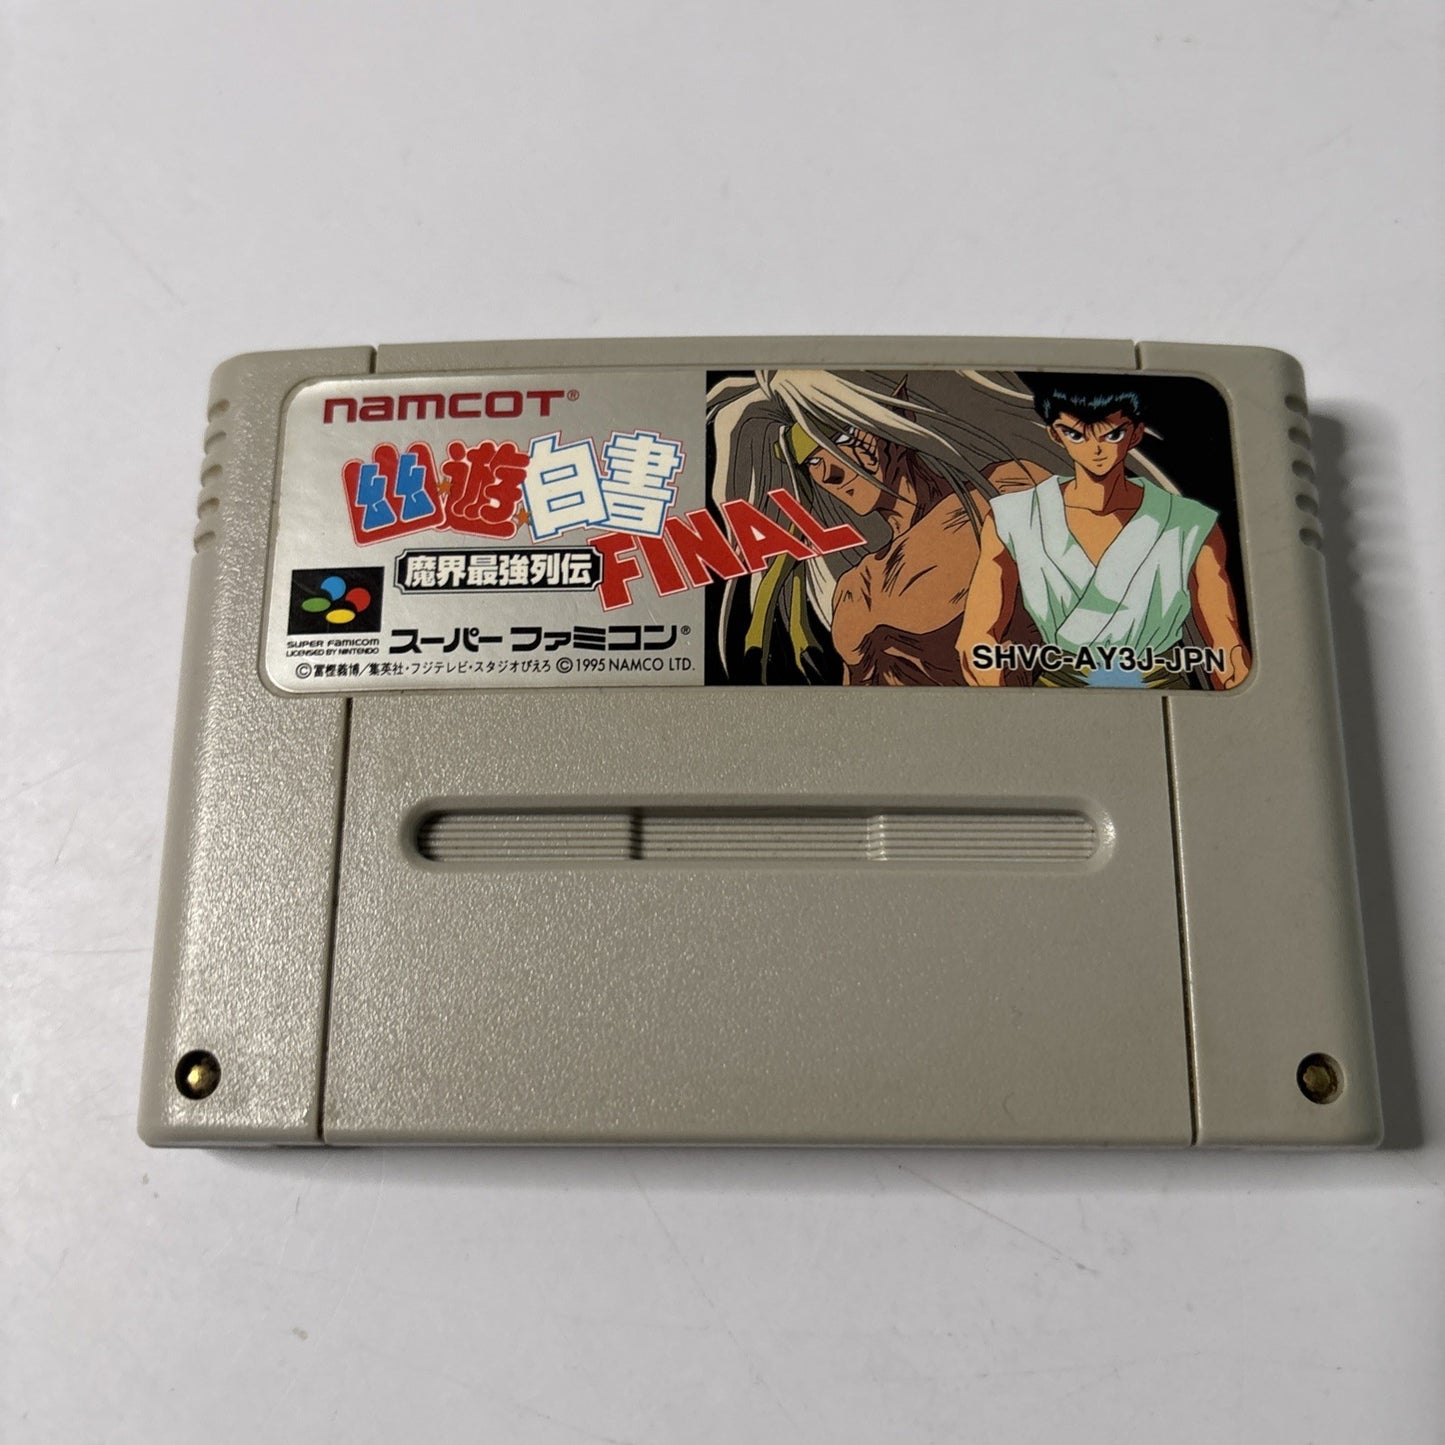 namcot®
幽★遊★白書
FINAL
魔界最強列伝
SUPER FAMICOM
LICENSED BY NINTENDO
スーパーファミコン®
©冨樫義博/集英社・フジテレビ・スタジオぴえろ ©1995 NAMCO LTD.
SHVC-AY3J-JPN